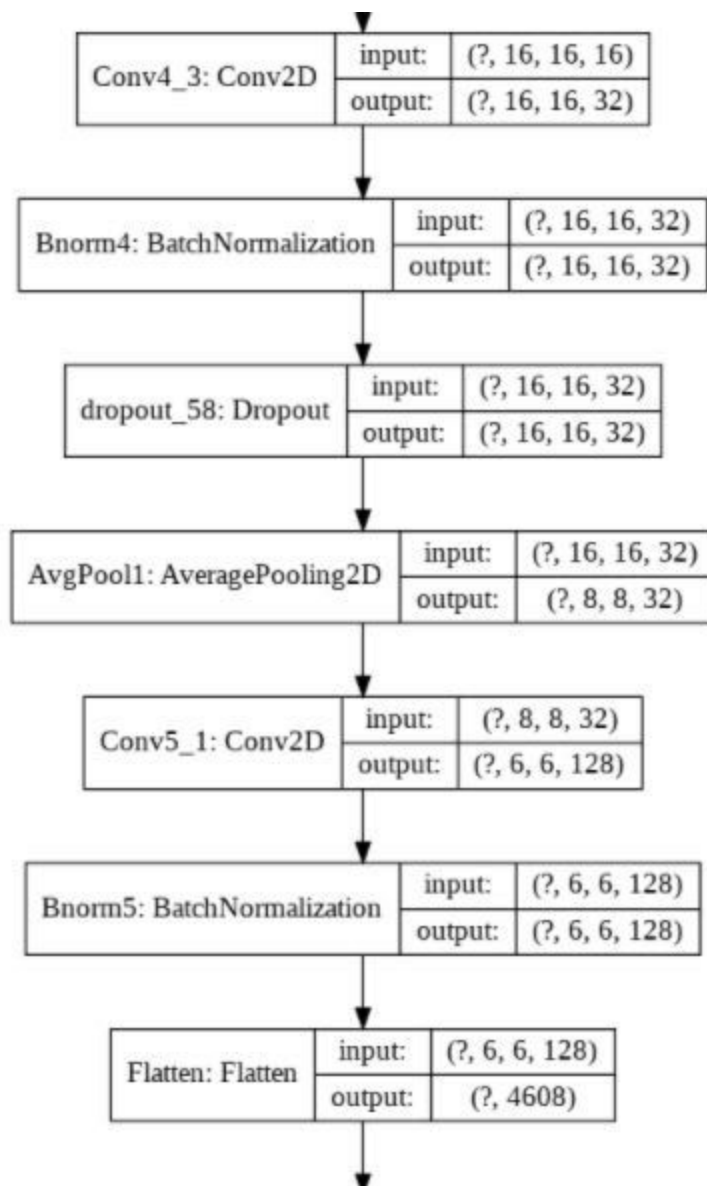 Conv4_3: Conv2D
input: (?, 16, 16, 16)
output: (?, 16, 16, 32)
Bnorm4: BatchNormalization
input: (?, 16, 16, 32)
output: (?, 16, 16, 32)
dropout_58: Dropout
input: (?, 16, 16, 32)
output: (?, 16, 16, 32)
AvgPool1: AveragePooling2D
input: (?, 16, 16, 32)
output: (?, 8, 8, 32)
Conv5_1: Conv2D
input: (?, 8, 8, 32)
output: (?, 6, 6, 128)
Bnorm5: BatchNormalization
input: (?, 6, 6, 128)
output: (?, 6, 6, 128)
Flatten: Flatten
input: (?, 6, 6, 128)
output: (?, 4608)